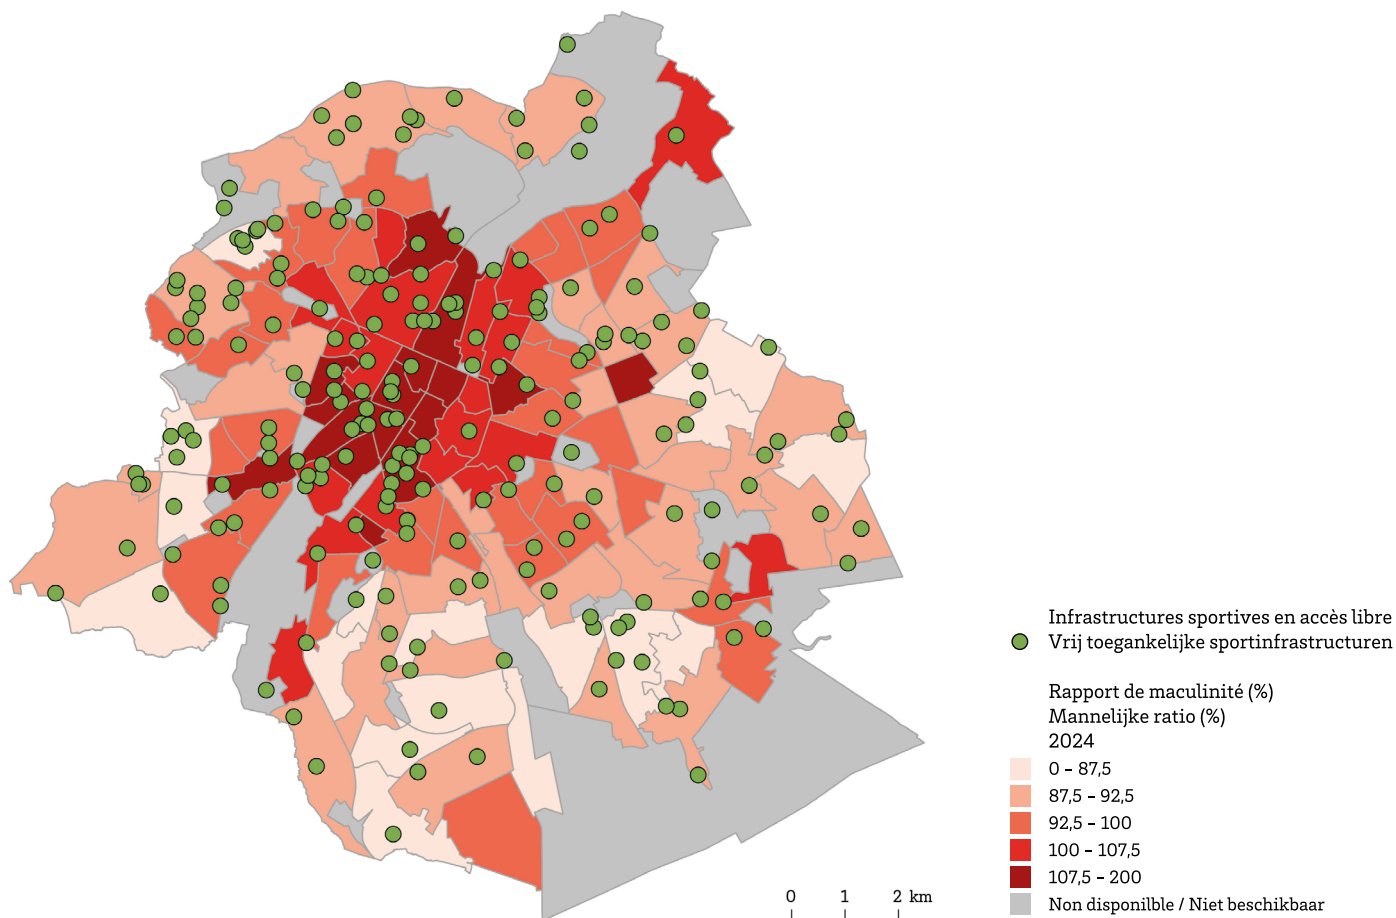 Infrastructures sportives en accès libre
Vrij toegankelijke sportinfrastructuren
Rapport de maculinité (%)
Mannelijke ratio (%)
2024
0 – 87,5
87,5 – 92,5
92,5 – 100
100 – 107,5
107,5 – 200
Non disponilble / Niet beschikbaar
0 1 2 km